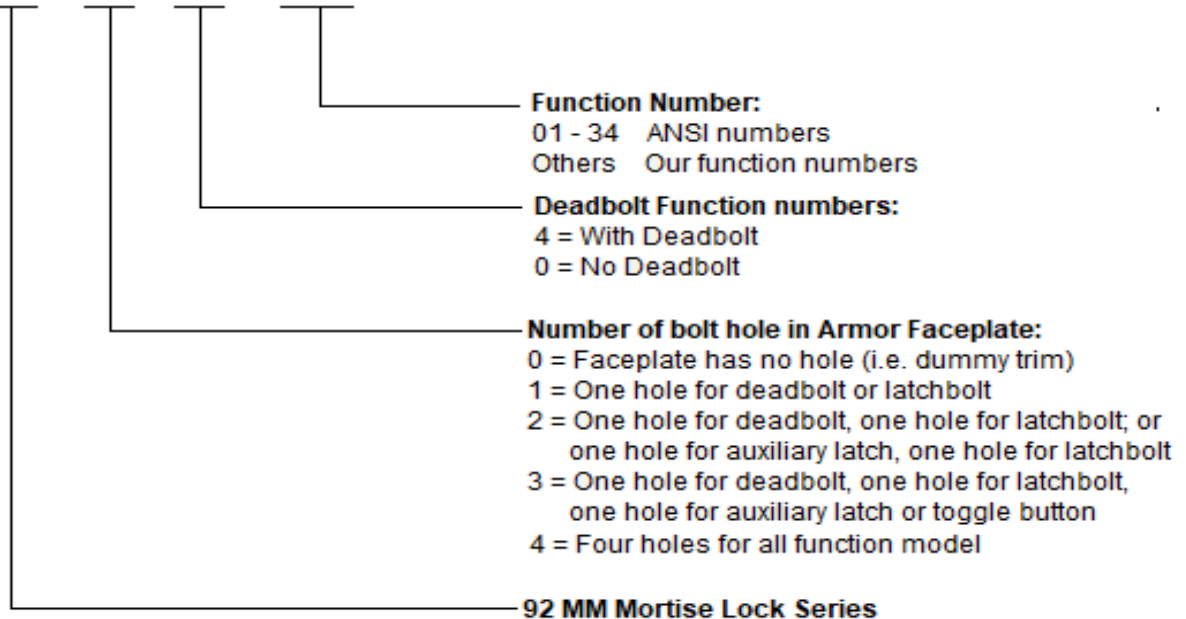 Function Number:
01 - 34 ANSI numbers
Others Our function numbers
Deadbolt Function numbers:
4 = With Deadbolt
0 = No Deadbolt
Number of bolt hole in Armor Faceplate:
0 = Faceplate has no hole (i.e. dummy trim)
1 = One hole for deadbolt or latchbolt
2 = One hole for deadbolt, one hole for latchbolt; or
one hole for auxiliary latch, one hole for latchbolt
3 = One hole for deadbolt, one hole for latchbolt,
one hole for auxiliary latch or toggle button
4 = Four holes for all function model
92 MM Mortise Lock Series